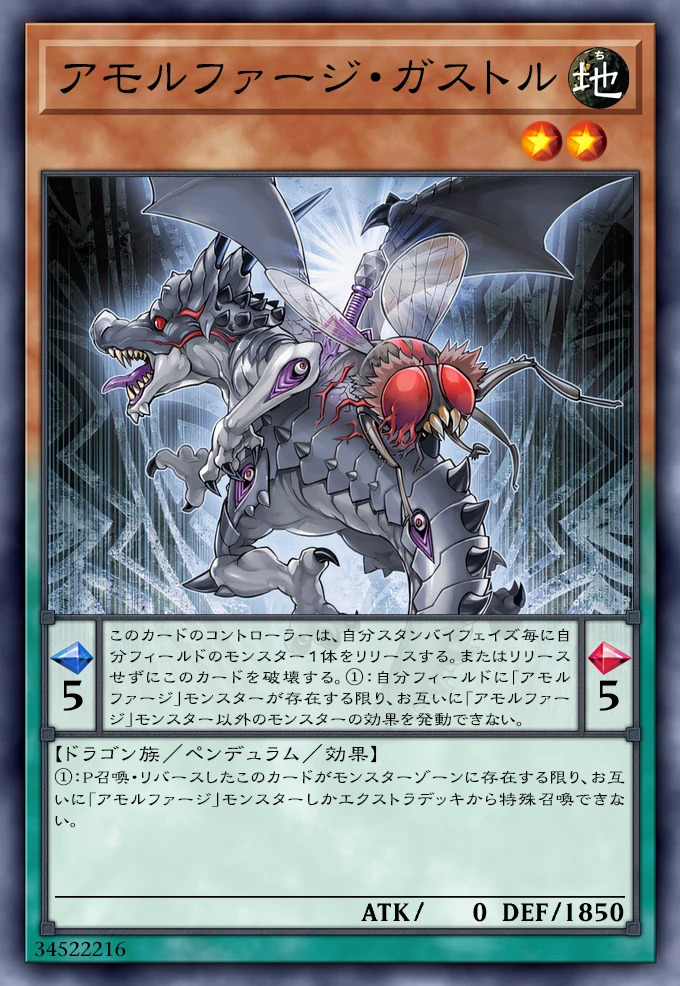 アモルファージ・ガストル
ち
地
このカードのコントローラーは、自分スタンバイフェイズ毎に自
分フィールドのモンスター1体をリリースする。またはリリース
せずにこのカードを破壊する。①:自分フィールドに「アモル
ファージ」モンスターが存在する限り、お互いに「アモルファー
ジ」モンスター以外のモンスターの効果を発動できない。
5
5
【ドラゴン族／ペンデュラム／効果】
①:P召喚・リバースしたこのカードがモンスターゾーンに存在する限り、お互
いに「アモルファージ」モンスターしかエクストラデッキから特殊召喚できな
い。
ATK/ 0 DEF/1850
34522216